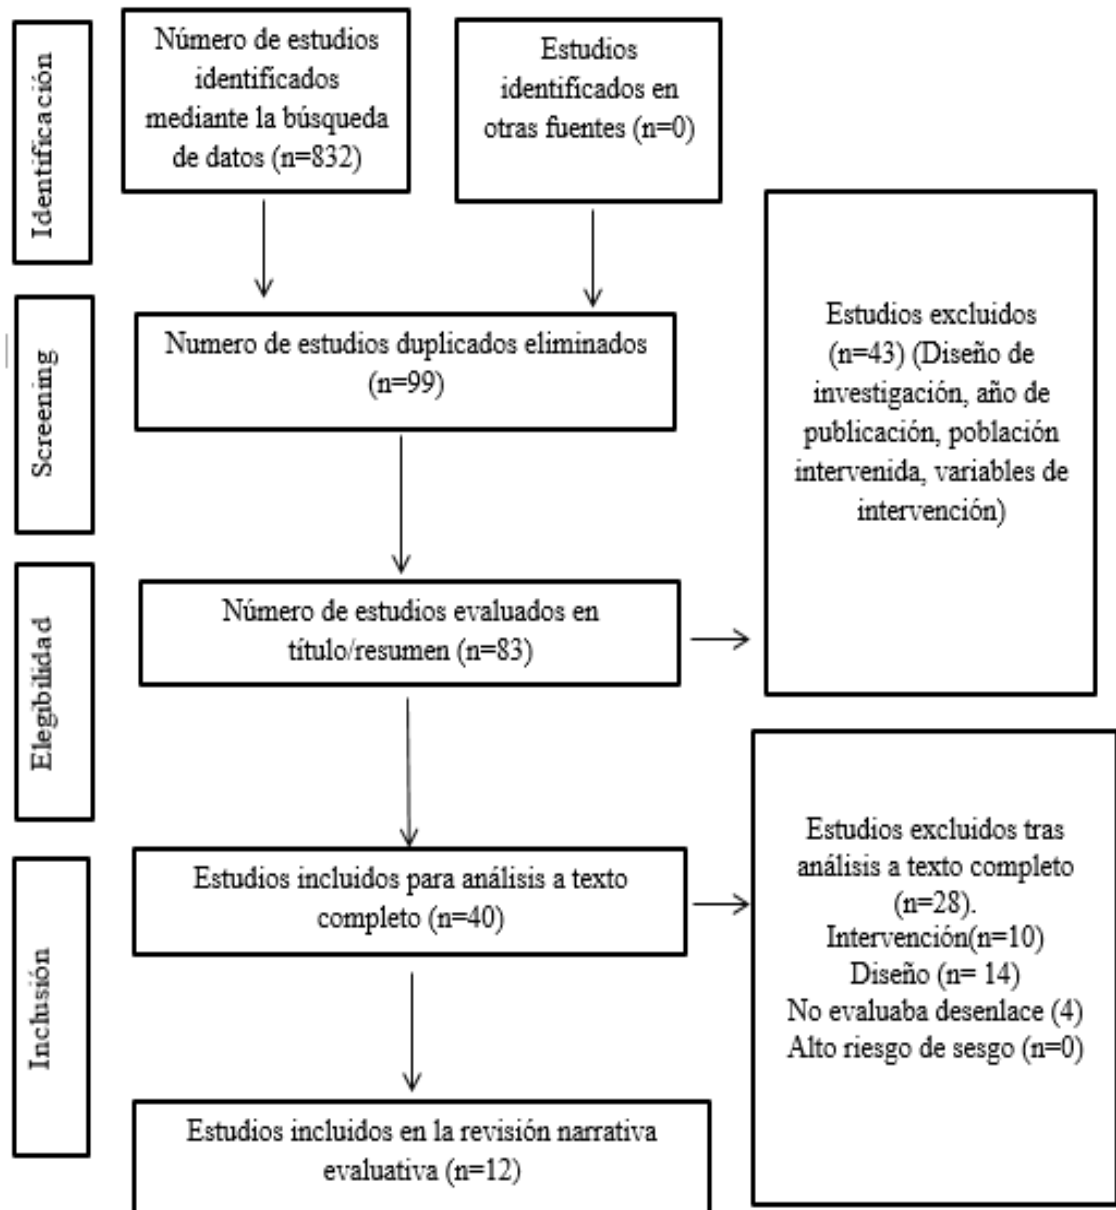 Identificación
Número de estudios
identificados
mediante la búsqueda
de datos (n=832)
Estudios
identificados en
otras fuentes (n=0)
Screening
Numero de estudios duplicados eliminados
(n=99)
Estudios excluidos
(n=43) (Diseño de
investigación, año de
publicación, población
intervenida, variables de
intervención)
Elegibilidad
Número de estudios evaluados en
título/resumen (n=83)
Inclusión
Estudios incluidos para análisis a texto
completo (n=40)
Estudios excluidos tras
análisis a texto completo
(n=28).
Intervención(n=10)
Diseño (n= 14)
No evaluaba desenlace (4)
Alto riesgo de sesgo (n=0)
Estudios incluidos en la revisión narrativa
evaluativa (n=12)